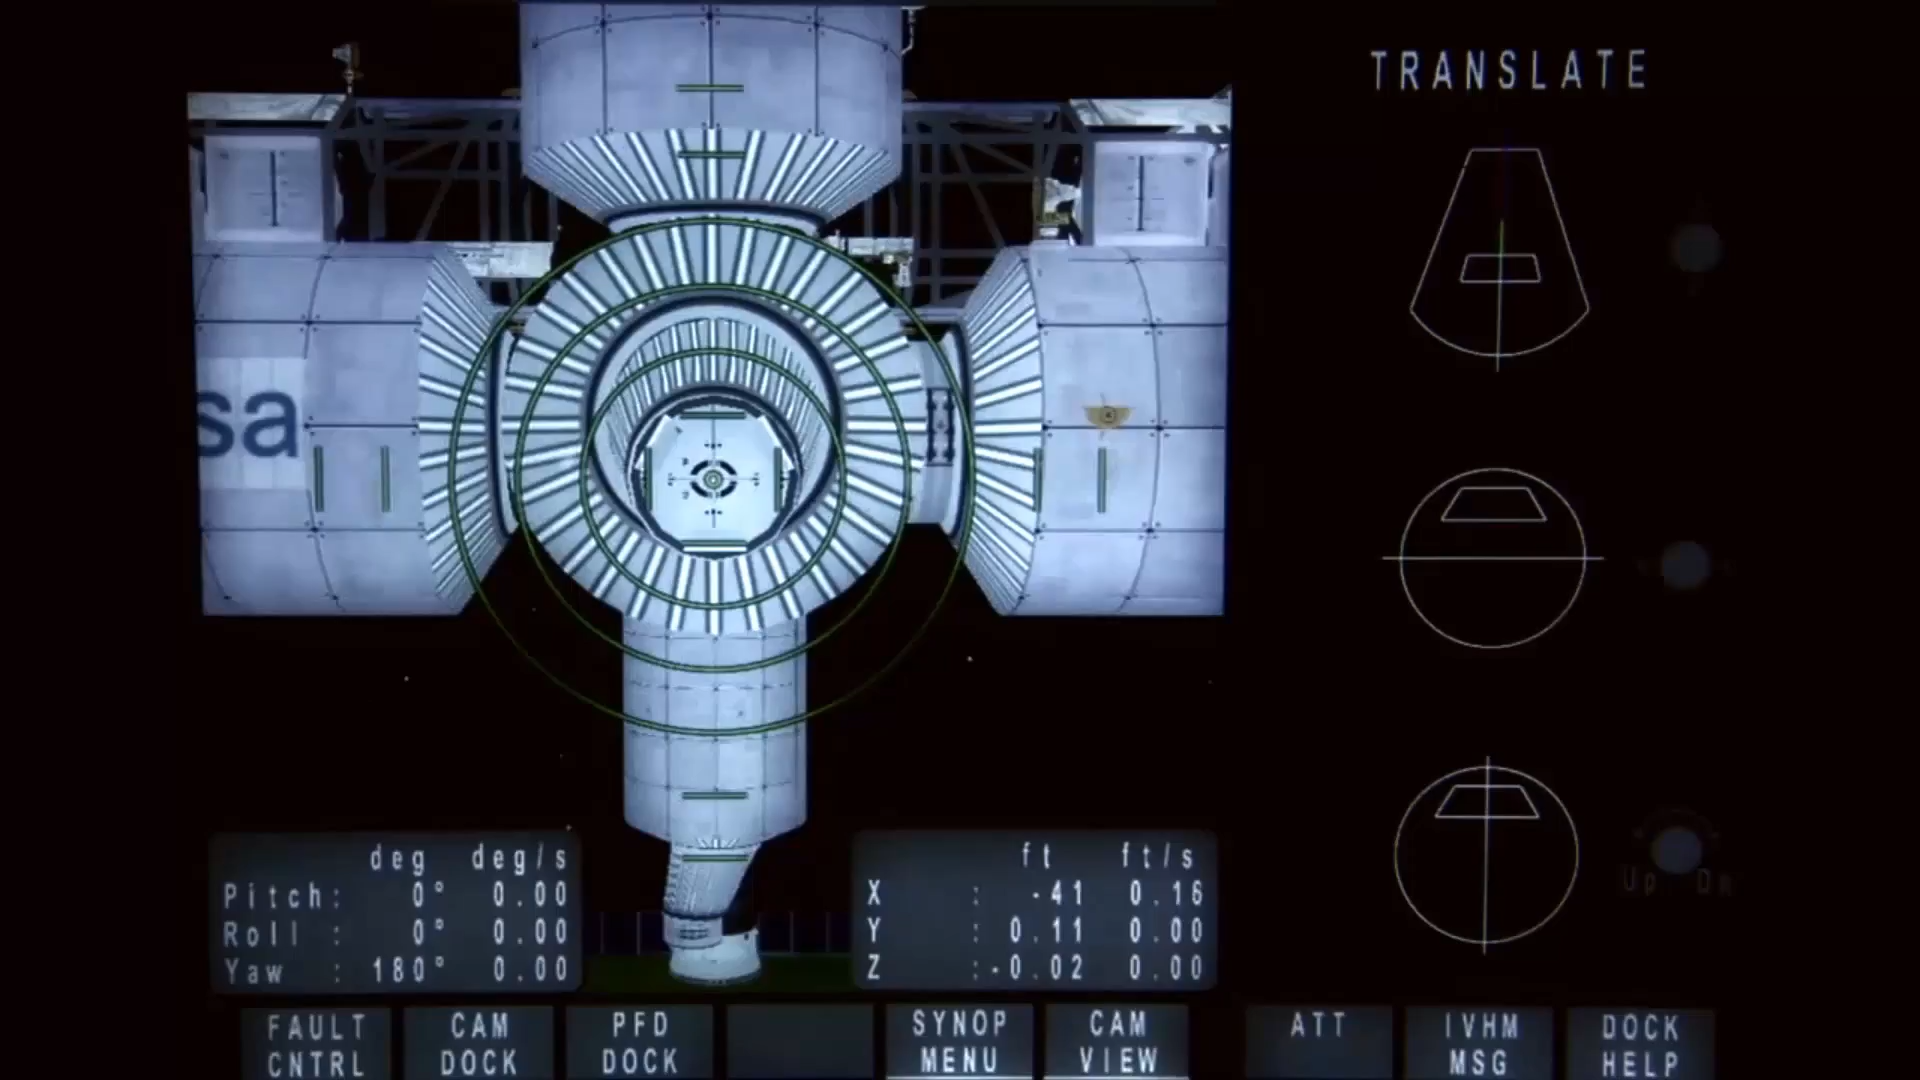 TRANSLATE
sa
deg deg/s
Pitch: 0° 0.00
Roll : 0° 0.00
Yaw : 180° 0.00
ft ft/s
X : -41 0.16
Y : 0.11 0.00
Z :-0.02 0.00
Up Dn
FAULT
CNTRL
CAM
DOCK
PFD
DOCK
SYNOP
MENU
CAM
VIEW
ATT
IVHM
MSG
DOCK
HELP